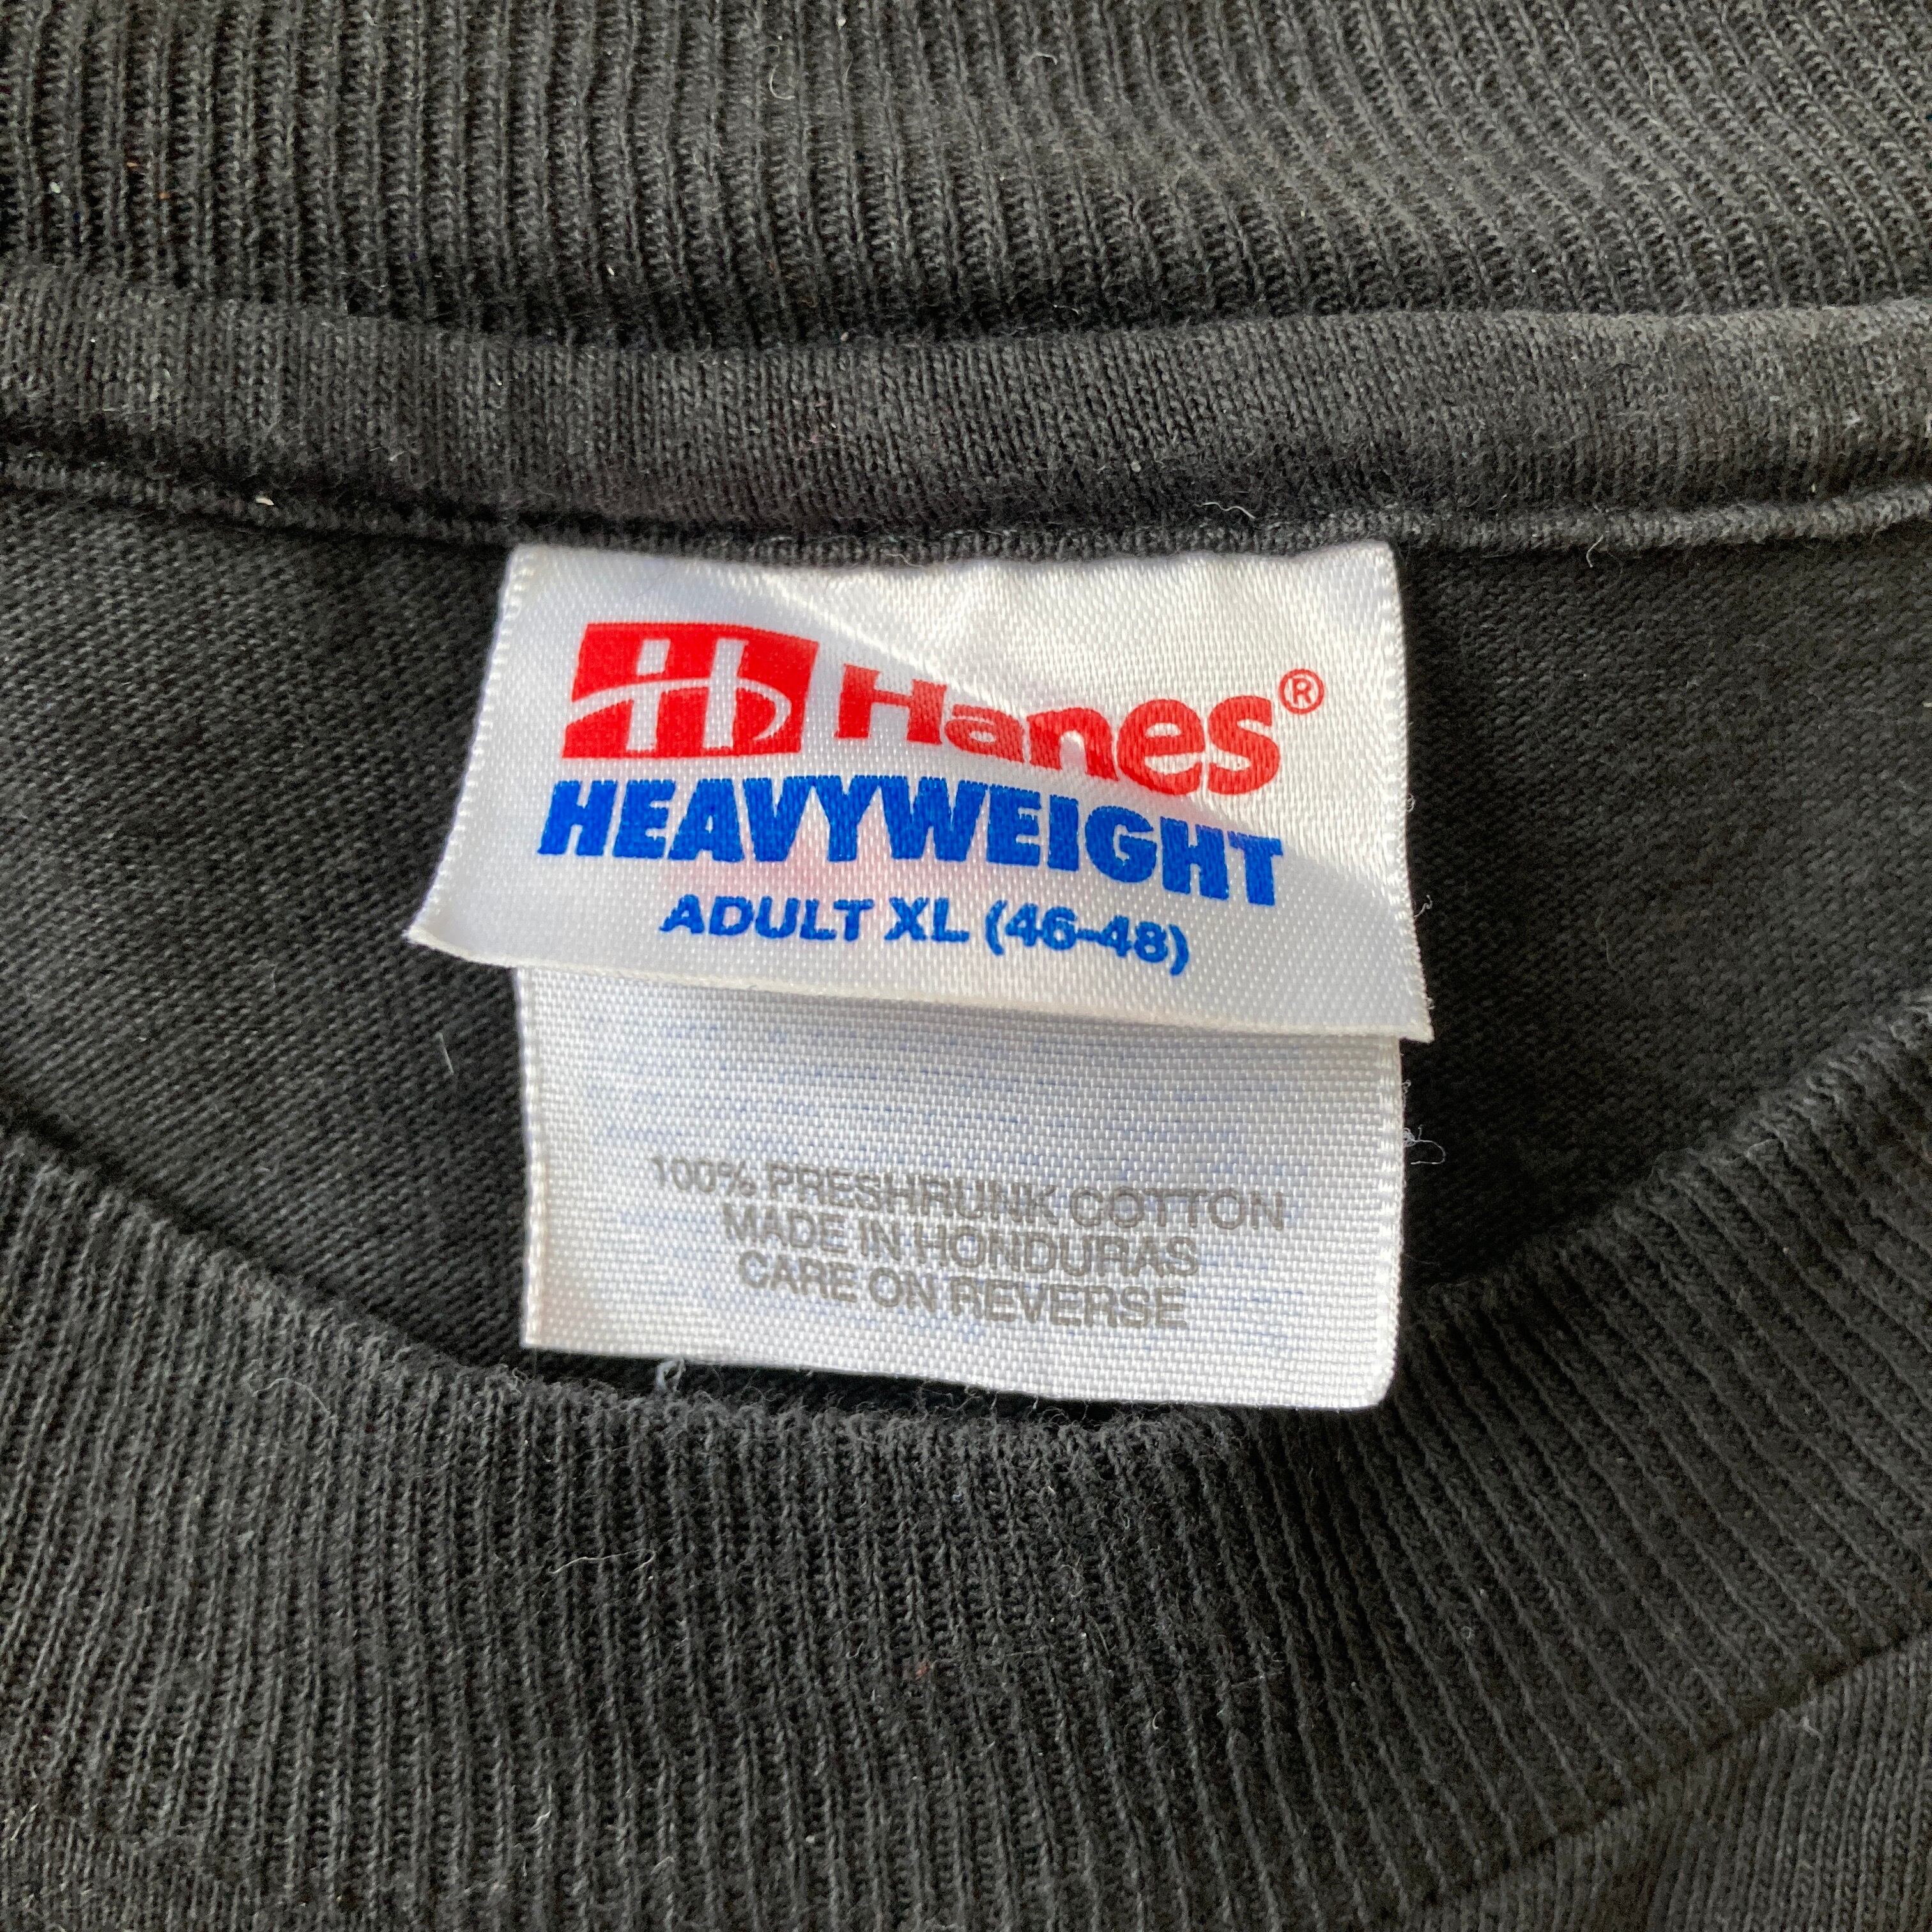 Hanes®
HEAVYWEIGHT
ADULT XL (46-48)
100% PRESHRUNK COTTON
MADE IN HONDURAS
CARE ON REVERSE